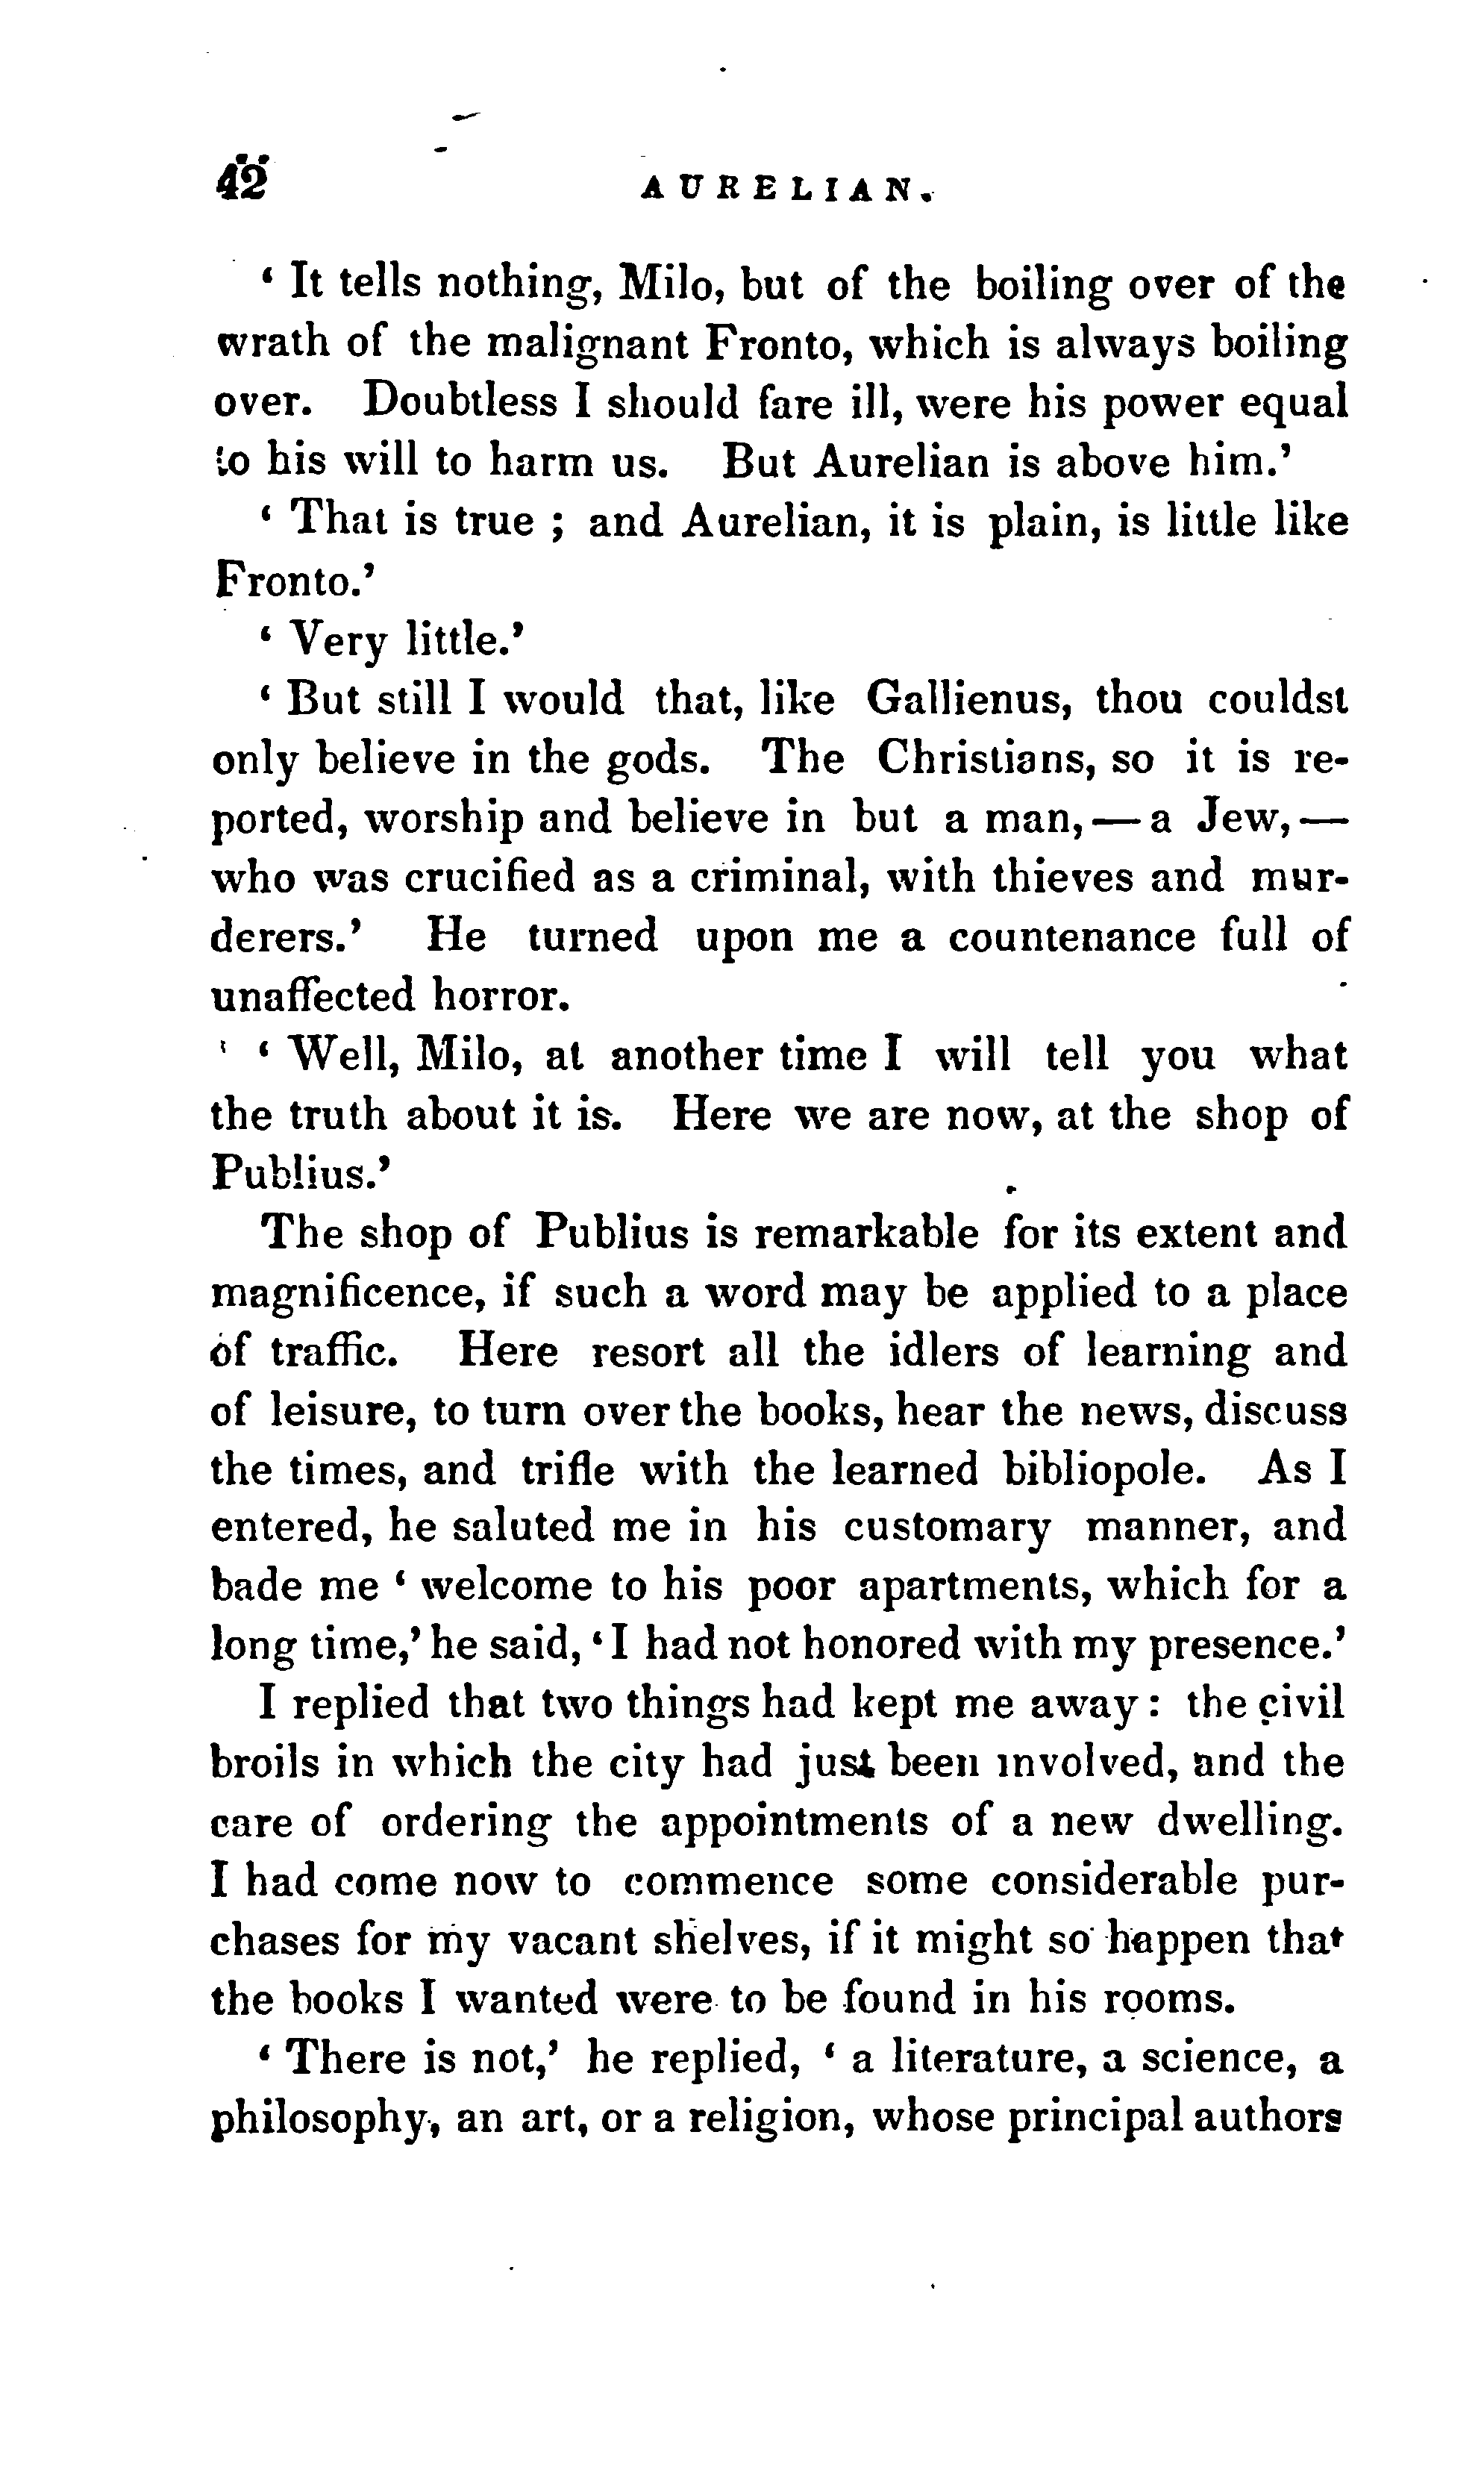 42 AURELIAN.
‘ It tells nothing, Milo, but of the boiling over of the
wrath of the malignant Fronto, which is always boiling
over. Doubtless I should fare ill, were his power equal
to his will to harm us. But Aurelian is above him.’
‘ That is true ; and Aurelian, it is plain, is little like
Fronto.’
‘ Very little.’
‘ But still I would that, like Gallienus, thou couldst
only believe in the gods. The Christians, so it is re-
ported, worship and believe in but a man, — a Jew, —
who was crucified as a criminal, with thieves and mur-
derers.’ He turned upon me a countenance full of
unaffected horror.
‘ Well, Milo, at another time I will tell you what
the truth about it is. Here we are now, at the shop of
Publius.’
The shop of Publius is remarkable for its extent and
magnificence, if such a word may be applied to a place
of traffic. Here resort all the idlers of learning and
of leisure, to turn over the books, hear the news, discuss
the times, and trifle with the learned bibliopole. As I
entered, he saluted me in his customary manner, and
bade me ‘ welcome to his poor apartments, which for a
long time,’ he said, ‘ I had not honored with my presence.’
I replied that two things had kept me away : the civil
broils in which the city had just been involved, and the
care of ordering the appointments of a new dwelling.
I had come now to commence some considerable pur-
chases for my vacant shelves, if it might so happen that
the books I wanted were to be found in his rooms.
‘ There is not,’ he replied, ‘ a literature, a science, a
philosophy, an art, or a religion, whose principal authors